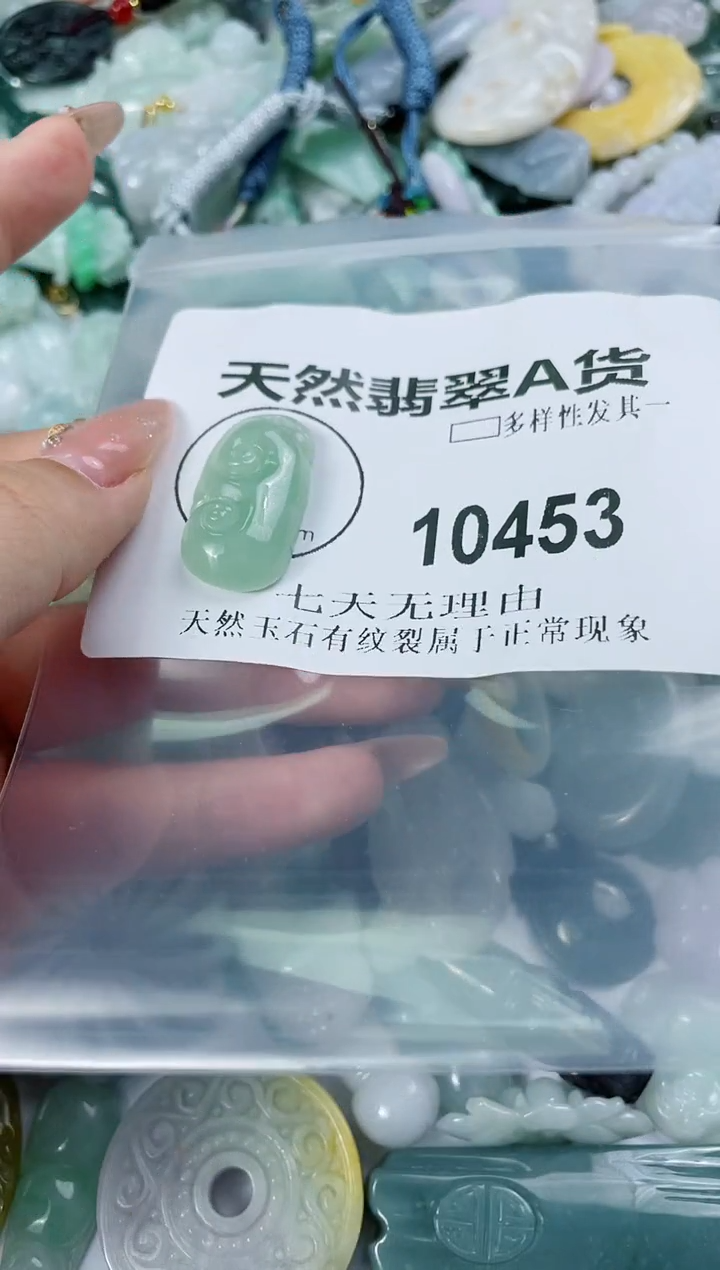 天然翡翠A货
多样性发其一
10453
m
七天无理由
天然玉石有纹裂属于正常现象